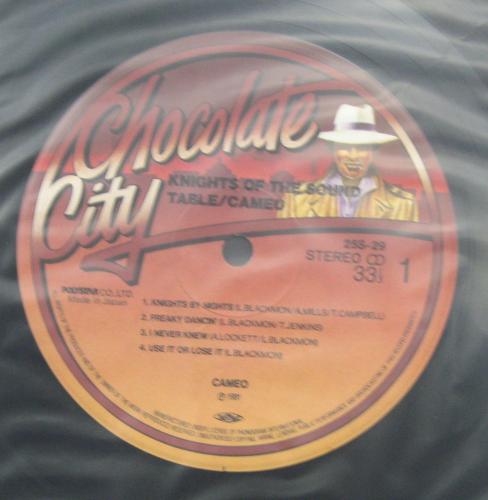 Chocolate
City
KNIGHTS OF THE SOUND
TABLE/CAMEO
25S-29
STEREO
33⅓ 1
POLYSTAR CO., LTD.
Made in Japan
1. KNIGHTS BY NIGHTS (L. BLACKMON/A.MILLS/T.CAMPBELL)
2. FREAKY DANCIN' (L.BLACKMON/T.JENKINS)
3. I NEVER KNEW (A.LOCKETT/L.BLACKMON)
4. USE IT OR LOSE IT (L.BLACKMON)
CAMEO
℗ 1981